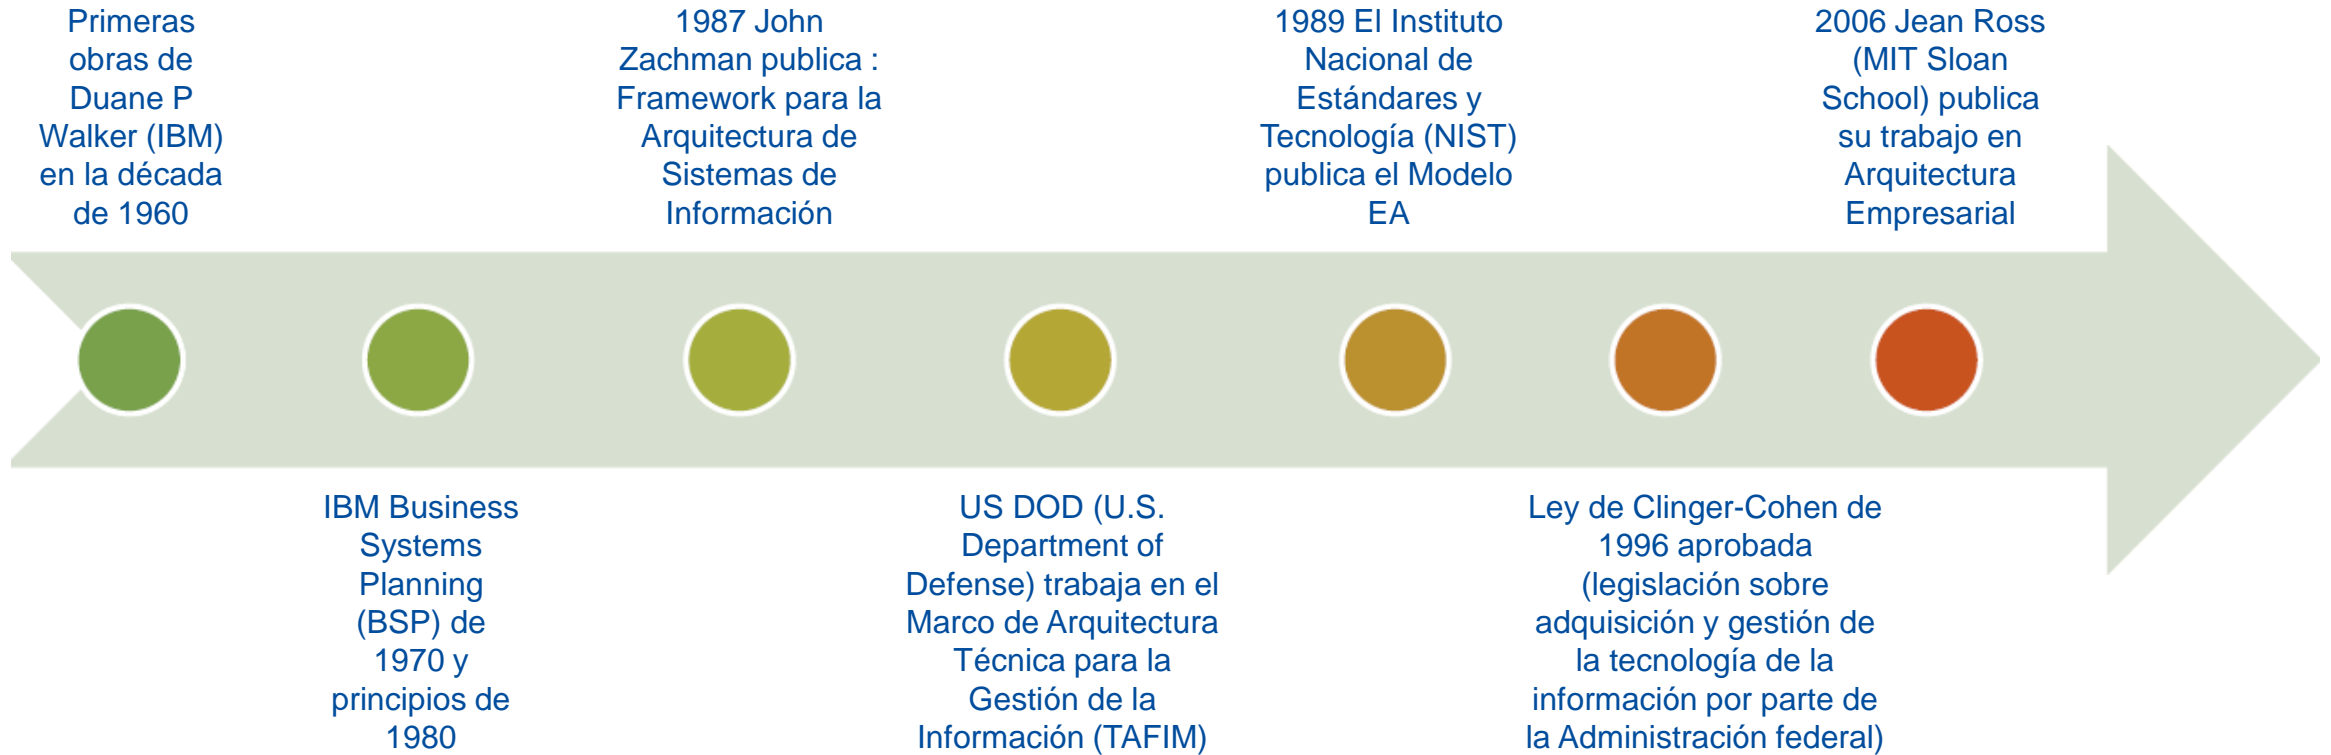 Primeras
obras de
Duane P
Walker (IBM)
en la década
de 1960
1987 John
Zachman publica :
Framework para la
Arquitectura de
Sistemas de
Información
1989 El Instituto
Nacional de
Estándares y
Tecnología (NIST)
publica el Modelo
EA
2006 Jean Ross
(MIT Sloan
School) publica
su trabajo en
Arquitectura
Empresarial
IBM Business
Systems
Planning
(BSP) de
1970 y
principios de
1980
US DOD (U.S.
Department of
Defense) trabaja en el
Marco de Arquitectura
Técnica para la
Gestión de la
Información (TAFIM)
Ley de Clinger-Cohen de
1996 aprobada
(legislación sobre
adquisición y gestión de
la tecnología de la
información por parte de
la Administración federal)